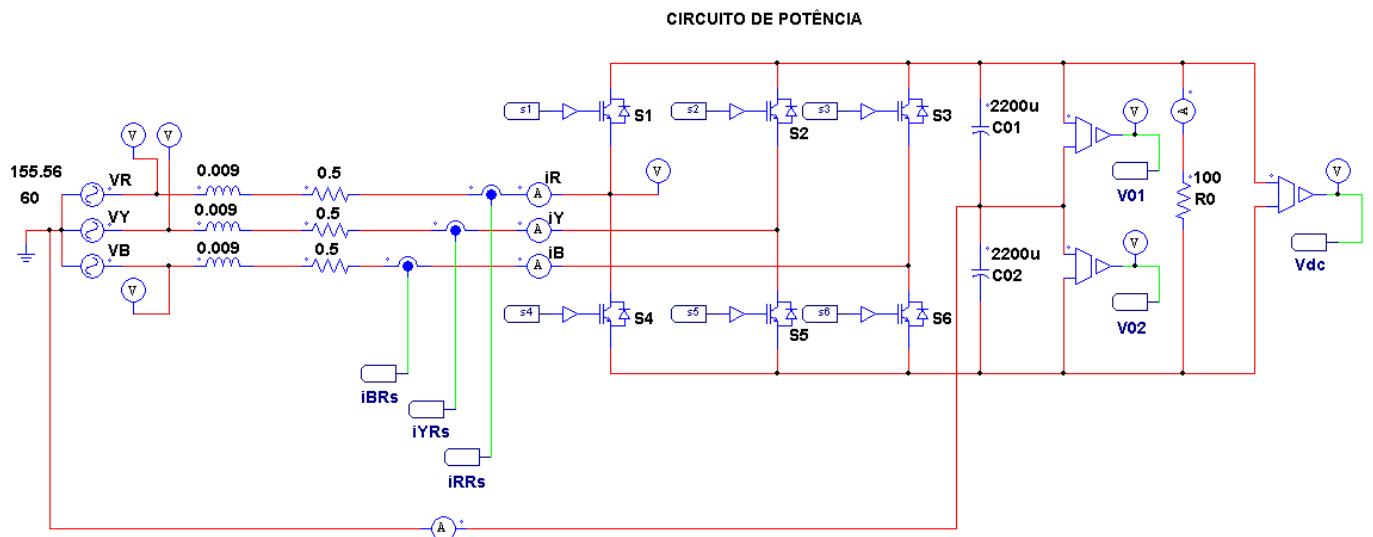 CIRCUITO DE POTÊNCIA
155.56
60
VR
VY
VB
V
V
V
0.009
0.009
0.009
0.5
0.5
0.5
iR
iY
iB
A
A
A
V
s1
S1
s2
S2
s3
S3
s4
S4
s5
S5
s6
S6
iBRs
iYRs
iRRs
A
2200u
C01
2200u
C02
V
V01
V
V02
A
100
R0
V
Vdc